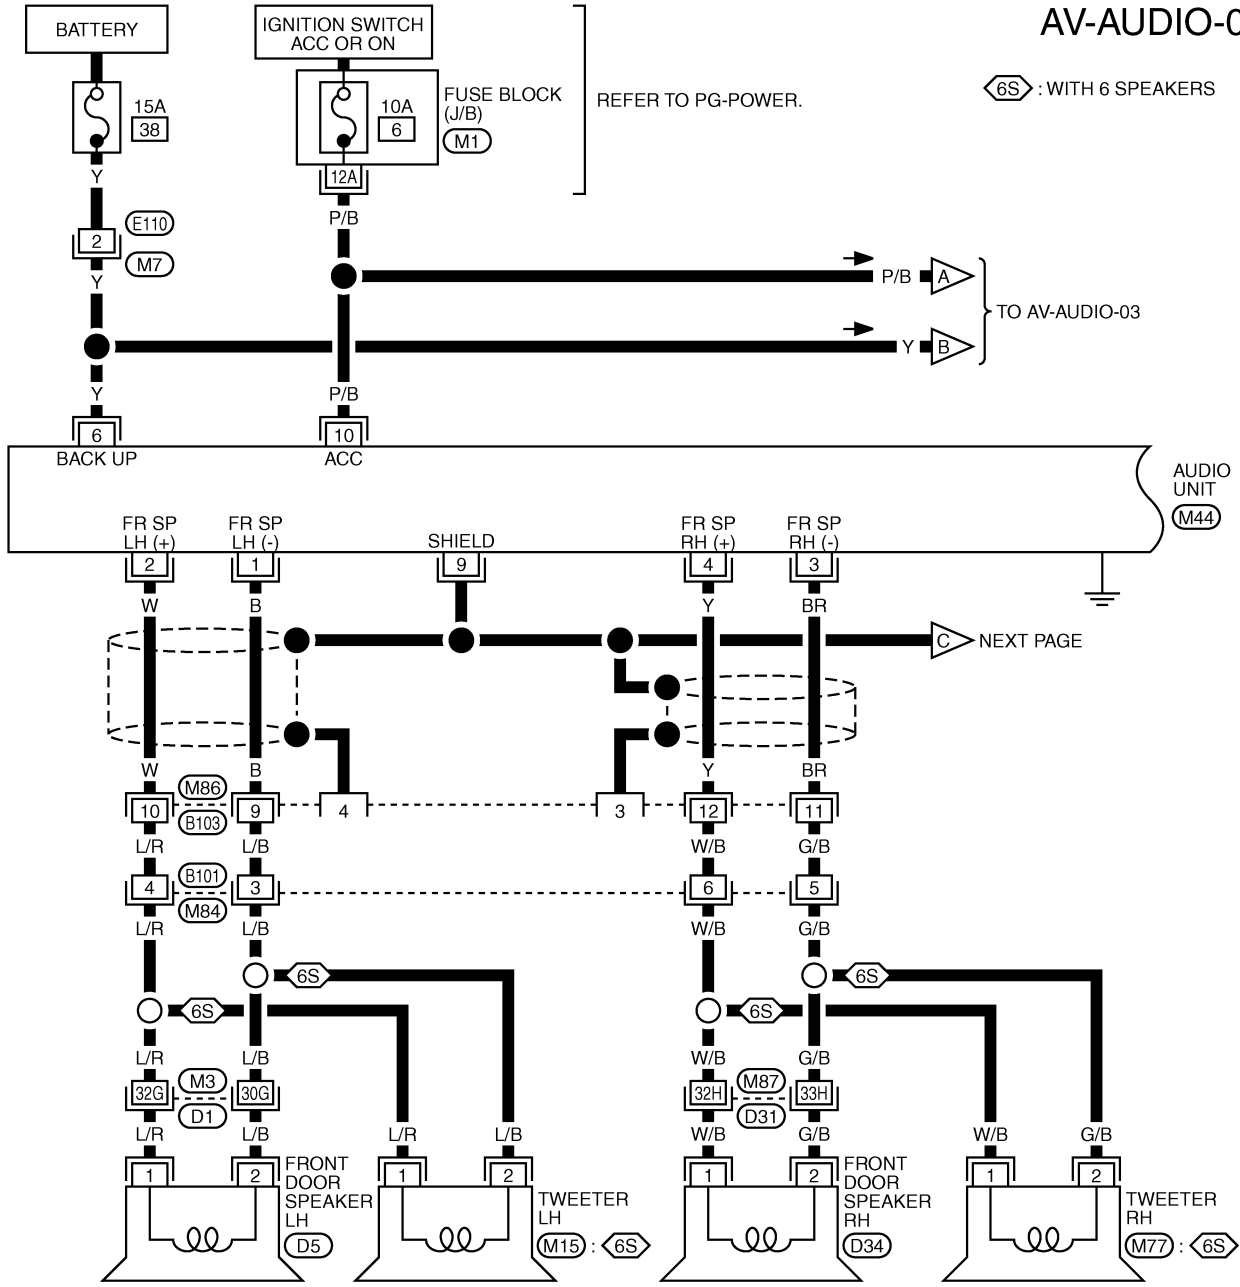 AV-AUDIO-0
BATTERY
IGNITION SWITCH
ACC OR ON
6S : WITH 6 SPEAKERS
15A
38
10A
6
FUSE BLOCK
(J/B)
M1
REFER TO PG-POWER.
12A
Y
P/B
E110
2
M7
Y
P/B
A
TO AV-AUDIO-03
Y
B
Y
P/B
6
10
BACK UP
ACC
AUDIO
UNIT
M44
FR SP
LH (+)
FR SP
LH (-)
SHIELD
FR SP
RH (+)
FR SP
RH (-)
2
1
9
4
3
W
B
Y
BR
C
NEXT PAGE
W
B
Y
BR
M86
10
9
4
3
12
11
B103
L/R
L/B
W/B
G/B
B101
4
3
6
5
M84
L/R
L/B
W/B
G/B
6S
6S
6S
6S
L/R
L/B
W/B
G/B
M3
M87
32G
30G
32H
33H
D1
D31
L/R
L/B
L/R
L/B
W/B
G/B
W/B
G/B
1
2
1
2
1
2
1
2
FRONT
DOOR
SPEAKER
LH
D5
TWEETER
LH
M15 : 6S
FRONT
DOOR
SPEAKER
RH
D34
TWEETER
RH
M77 : 6S